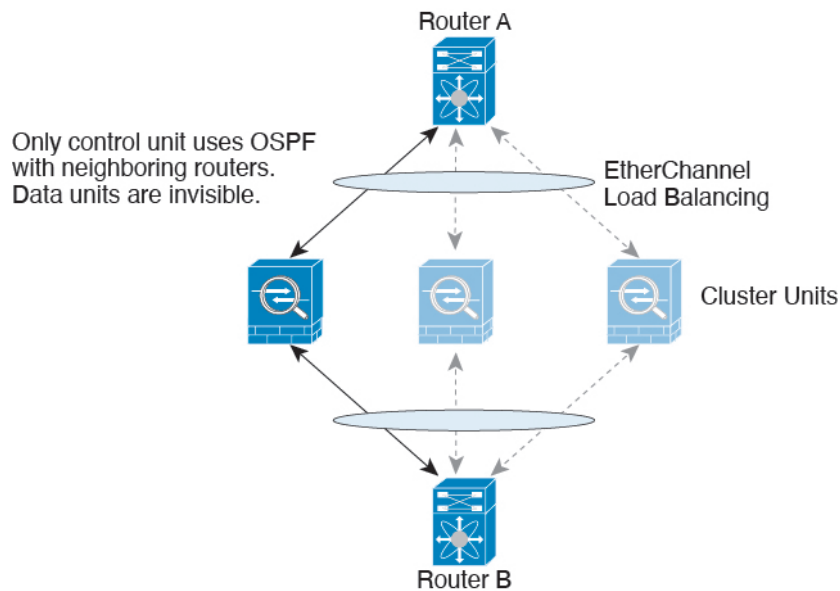 Router A
Only control unit uses OSPF
with neighboring routers.
Data units are invisible.
EtherChannel
Load Balancing
Cluster Units
Router B